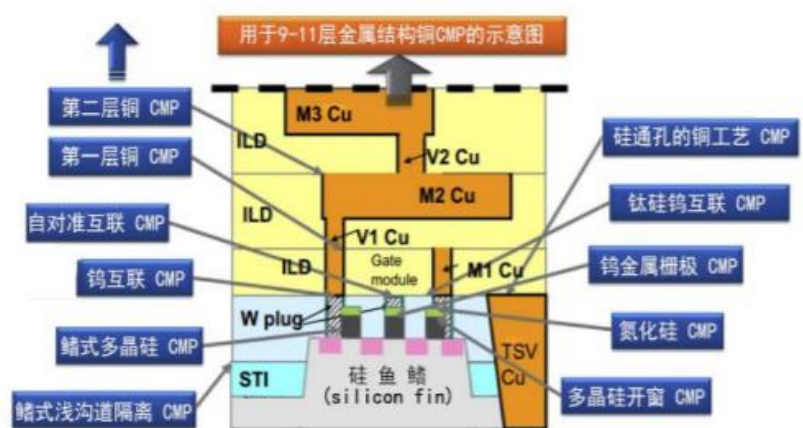 用于9-11层金属结构铜CMP的示意图
第二层铜 CMP
第一层铜 CMP
自对准互联 CMP
钨互联 CMP
鳍式多晶硅 CMP
鳍式浅沟道隔离 CMP
M3 Cu
ILD
V2 Cu
M2 Cu
ILD
V1 Cu
Gate
module
ILD
M1 Cu
W plug
STI
硅 鱼 鳍
(silicon fin)
TSV
Cu
硅通孔的铜工艺 CMP
钛硅钨互联 CMP
钨金属栅极 CMP
氮化硅 CMP
多晶硅开窗 CMP